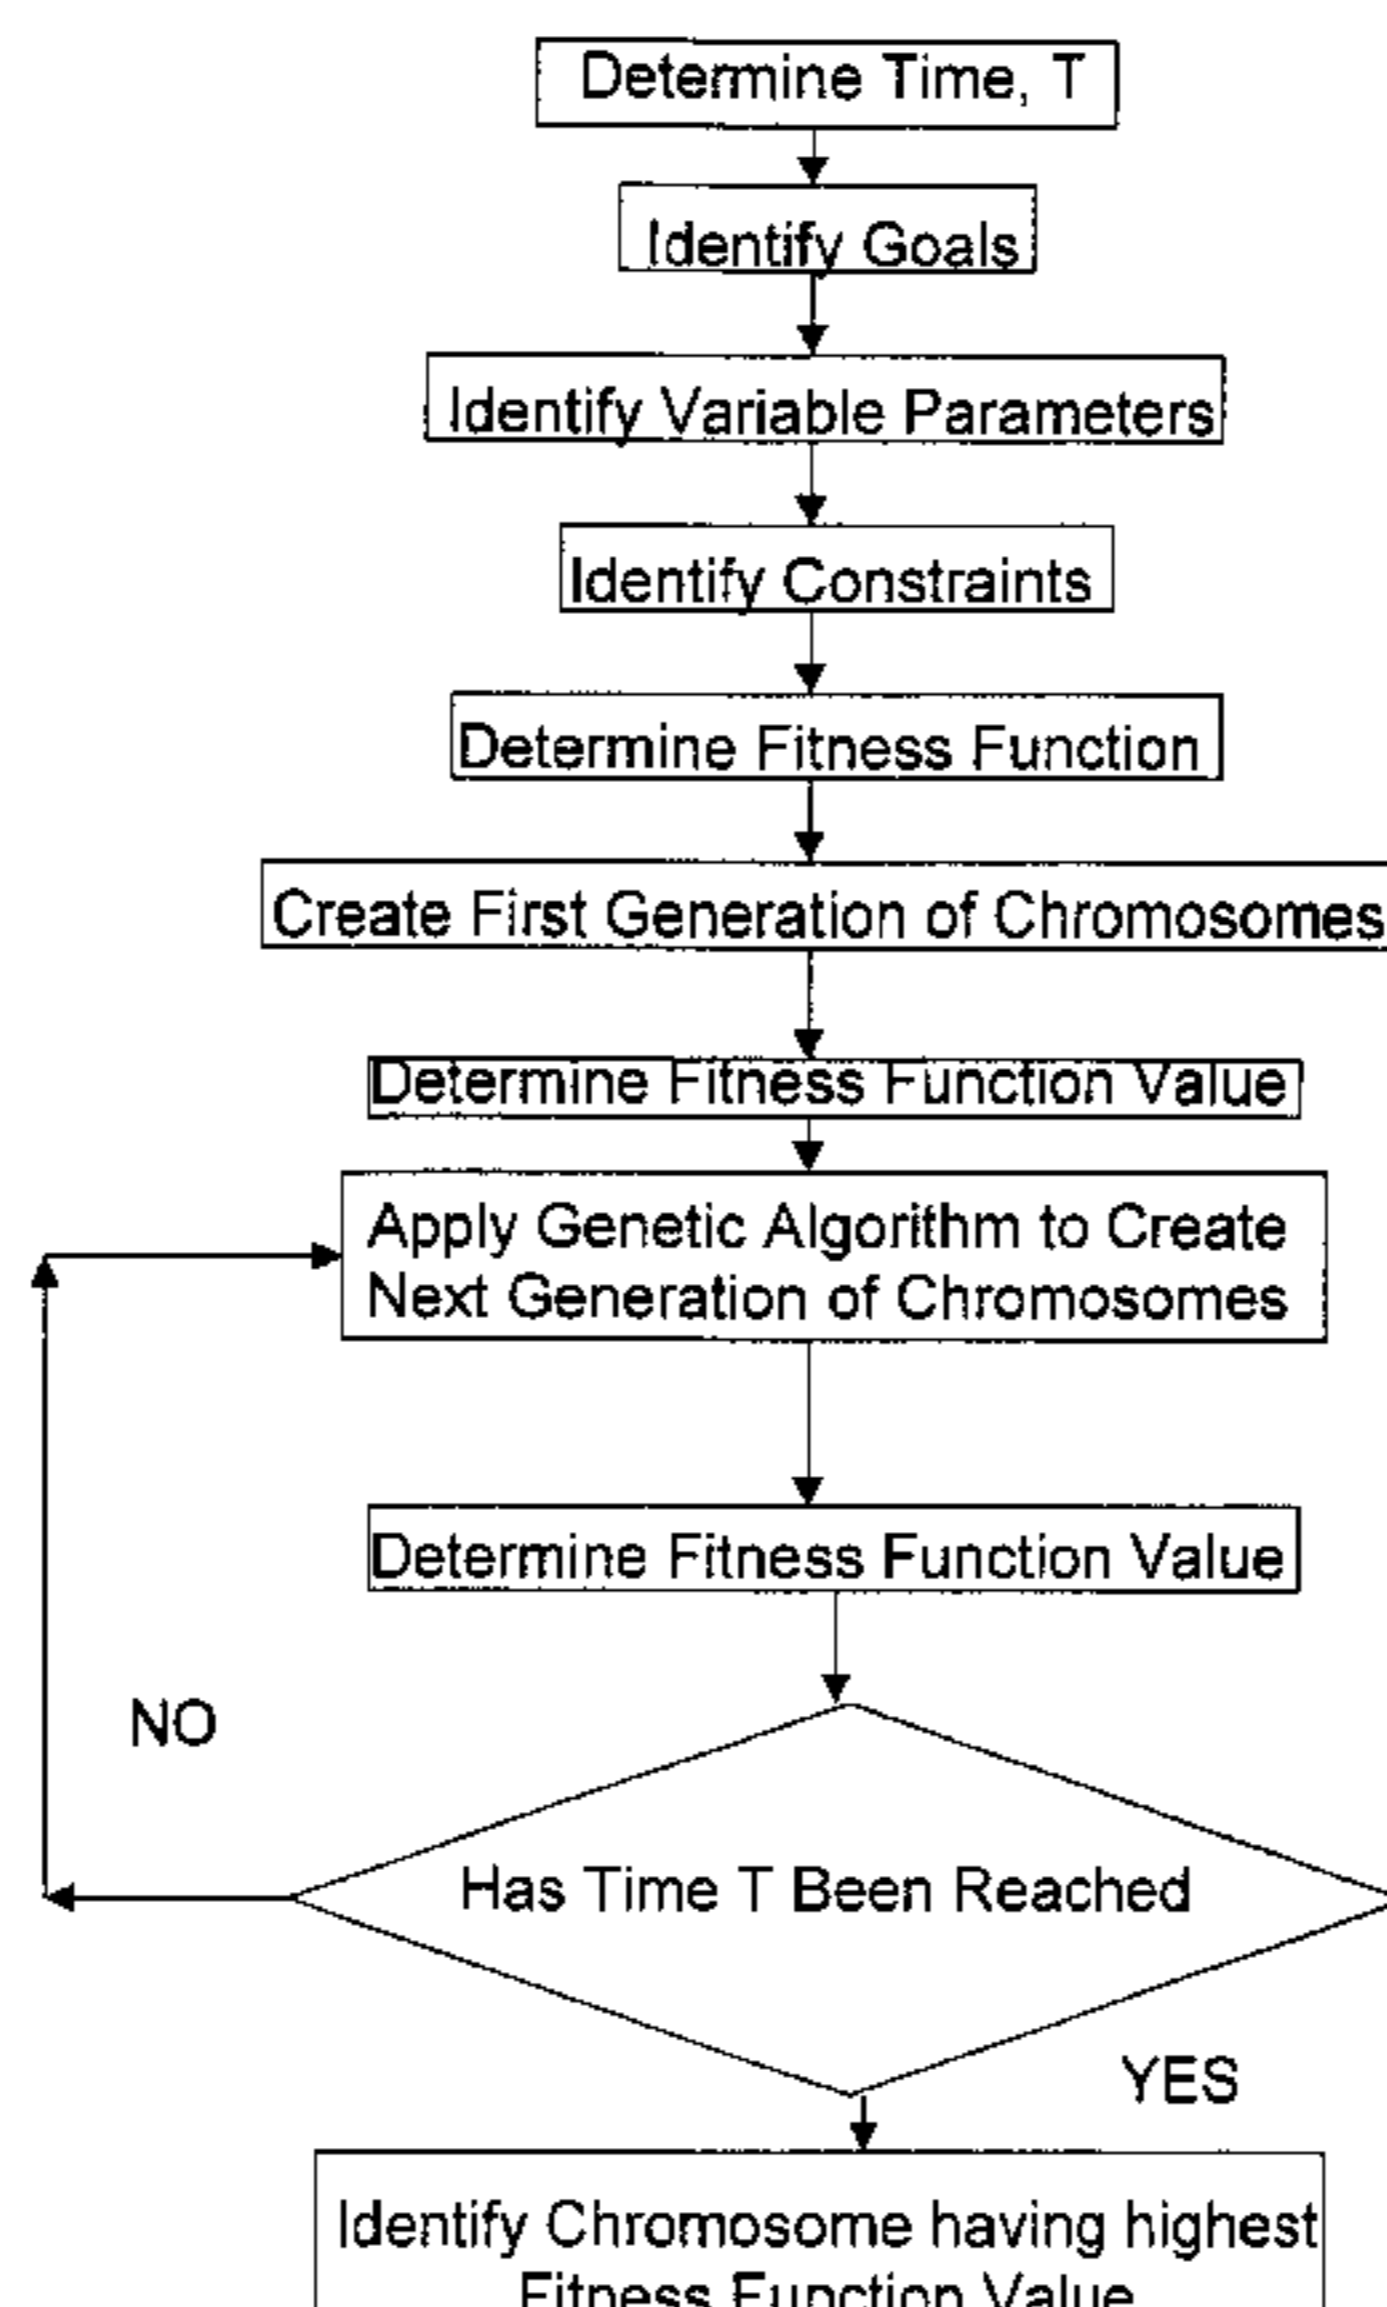 Determine Time, T
Identify Goals
Identify Variable Parameters
Identify Constraints
Determine Fitness Function
Create First Generation of Chromosomes
Determine Fitness Function Value
Apply Genetic Algorithm to Create
Next Generation of Chromosomes
Determine Fitness Function Value
NO
Has Time T Been Reached
YES
Identify Chromosome having highest
Fitness Function Value